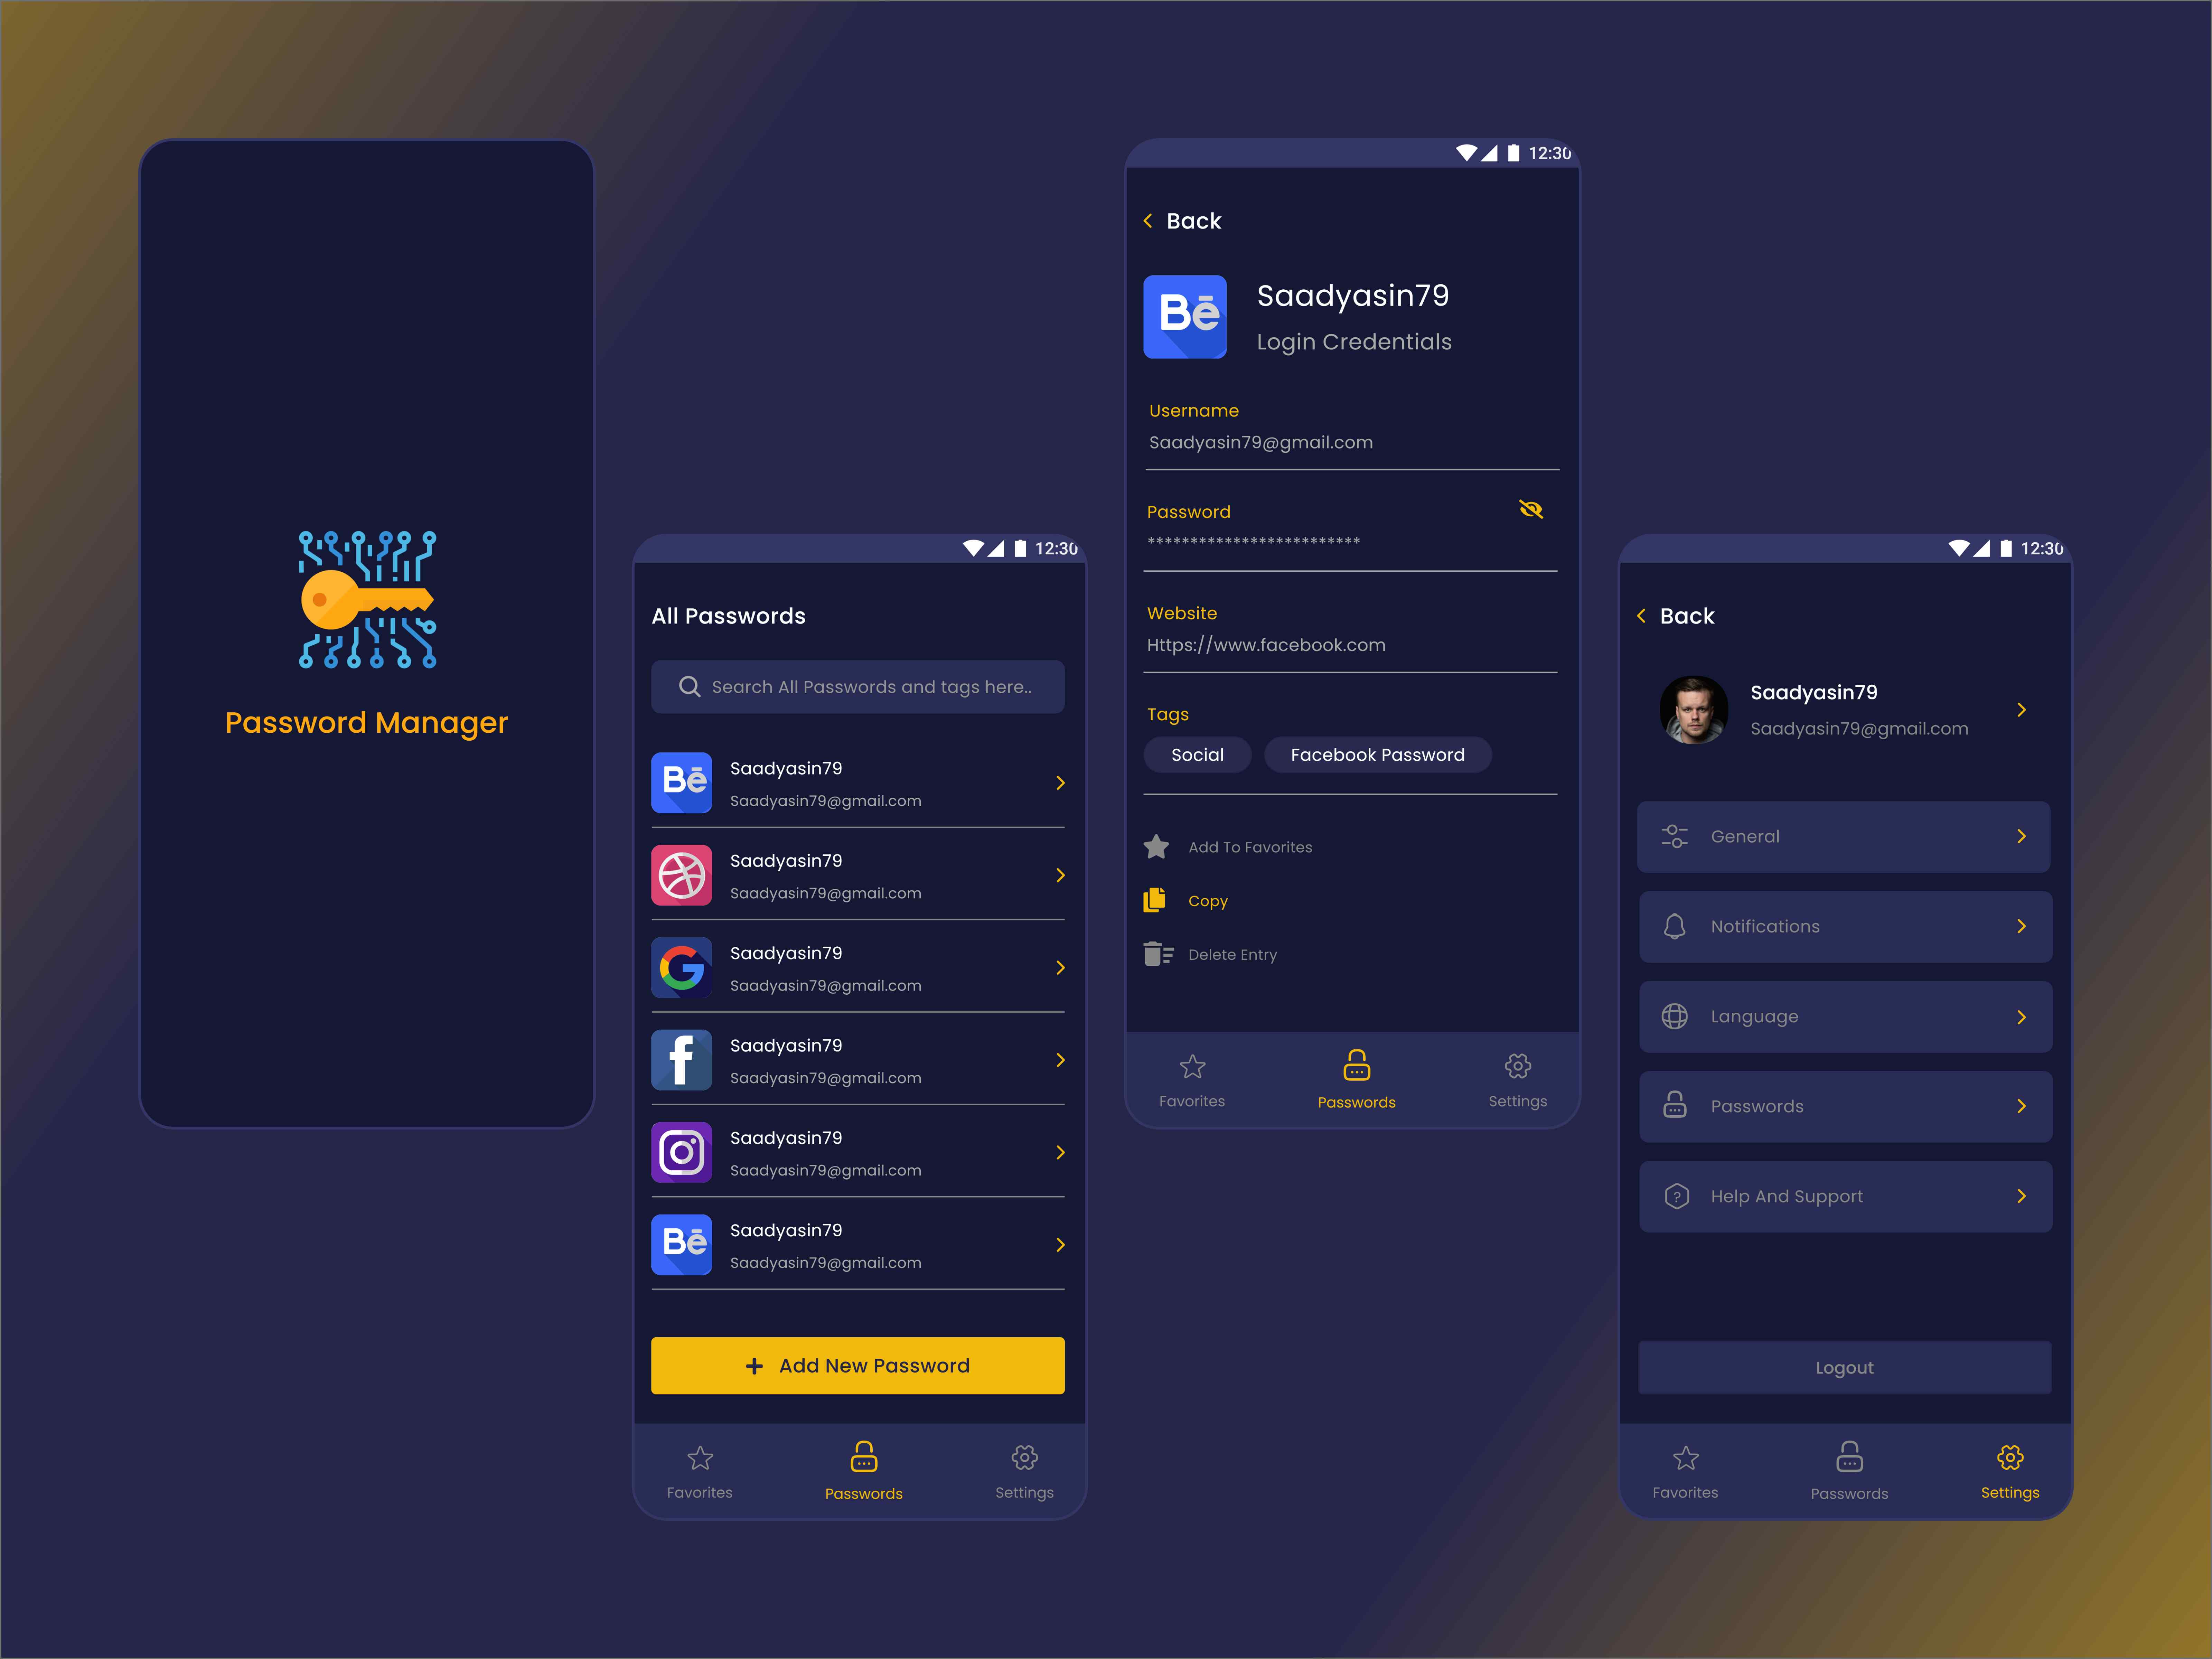 Password Manager
12:30
All Passwords
Search All Passwords and tags here..
Bē
Saadyasin79
Saadyasin79@gmail.com
Saadyasin79
Saadyasin79@gmail.com
G
Saadyasin79
Saadyasin79@gmail.com
f
Saadyasin79
Saadyasin79@gmail.com
Saadyasin79
Saadyasin79@gmail.com
Bē
Saadyasin79
Saadyasin79@gmail.com
+ Add New Password
Favorites
Passwords
Settings
12:30
Back
Bē
Saadyasin79
Login Credentials
Username
Saadyasin79@gmail.com
Password
*************************
Website
Https://www.facebook.com
Tags
Social
Facebook Password
Add To Favorites
Copy
Delete Entry
Favorites
Passwords
Settings
12:30
Back
Saadyasin79
Saadyasin79@gmail.com
General
Notifications
Language
Passwords
? Help And Support
Logout
Favorites
Passwords
Settings